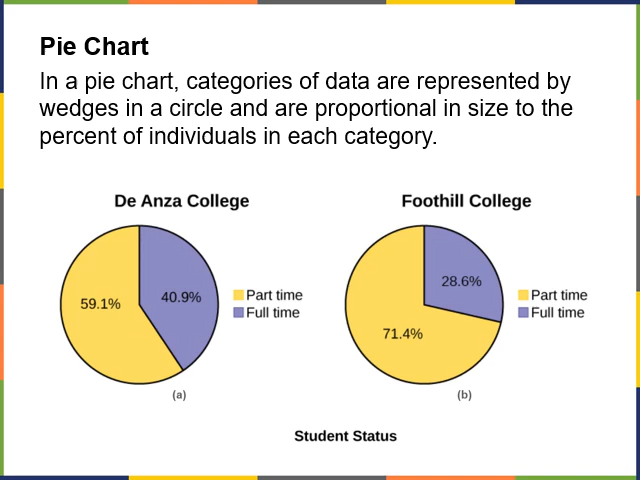 Pie Chart
In a pie chart, categories of data are represented by
wedges in a circle and are proportional in size to the
percent of individuals in each category.
De Anza College
59.1%
40.9%
Part time
Full time
(a)
Foothill College
28.6%
71.4%
Part time
Full time
(b)
Student Status